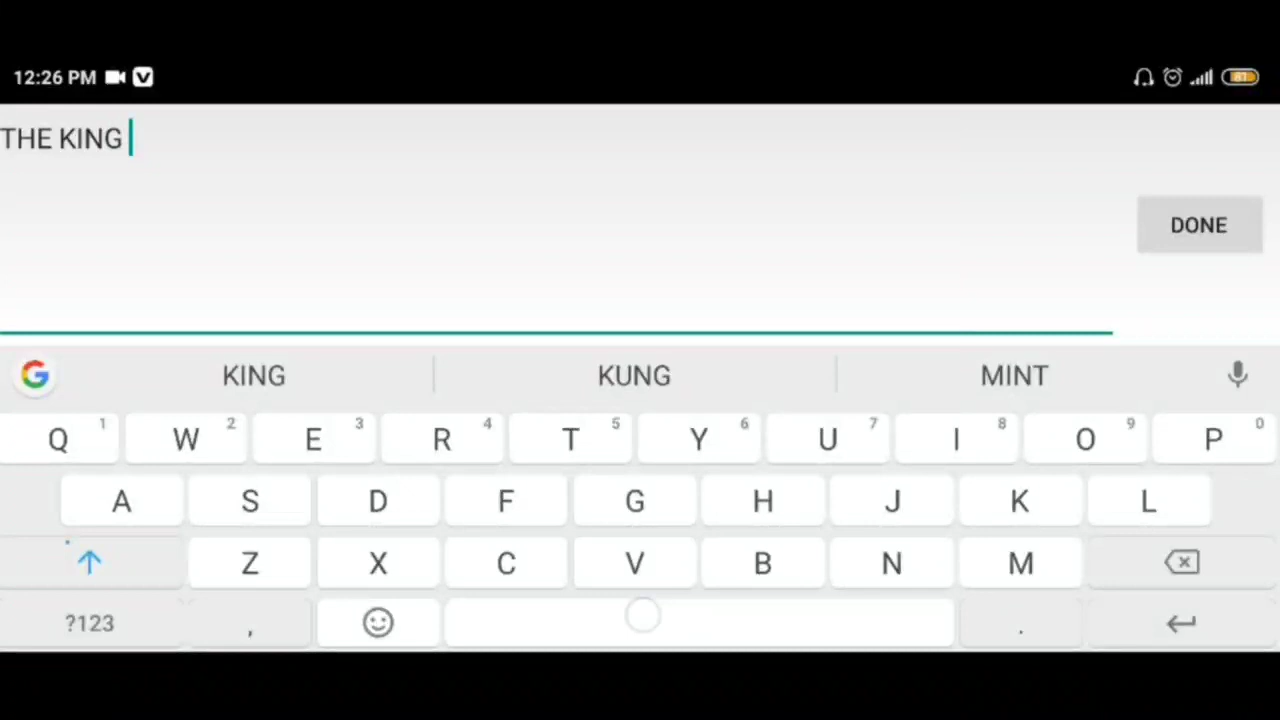 12:26 PM
81
THE KING
DONE
KING KUNG MINT
Q 1 W 2 E 3 R 4 T 5 Y 6 U 7 I 8 O 9 P 0
A S D F G H J K L
Z X C V B N M
?123 , .